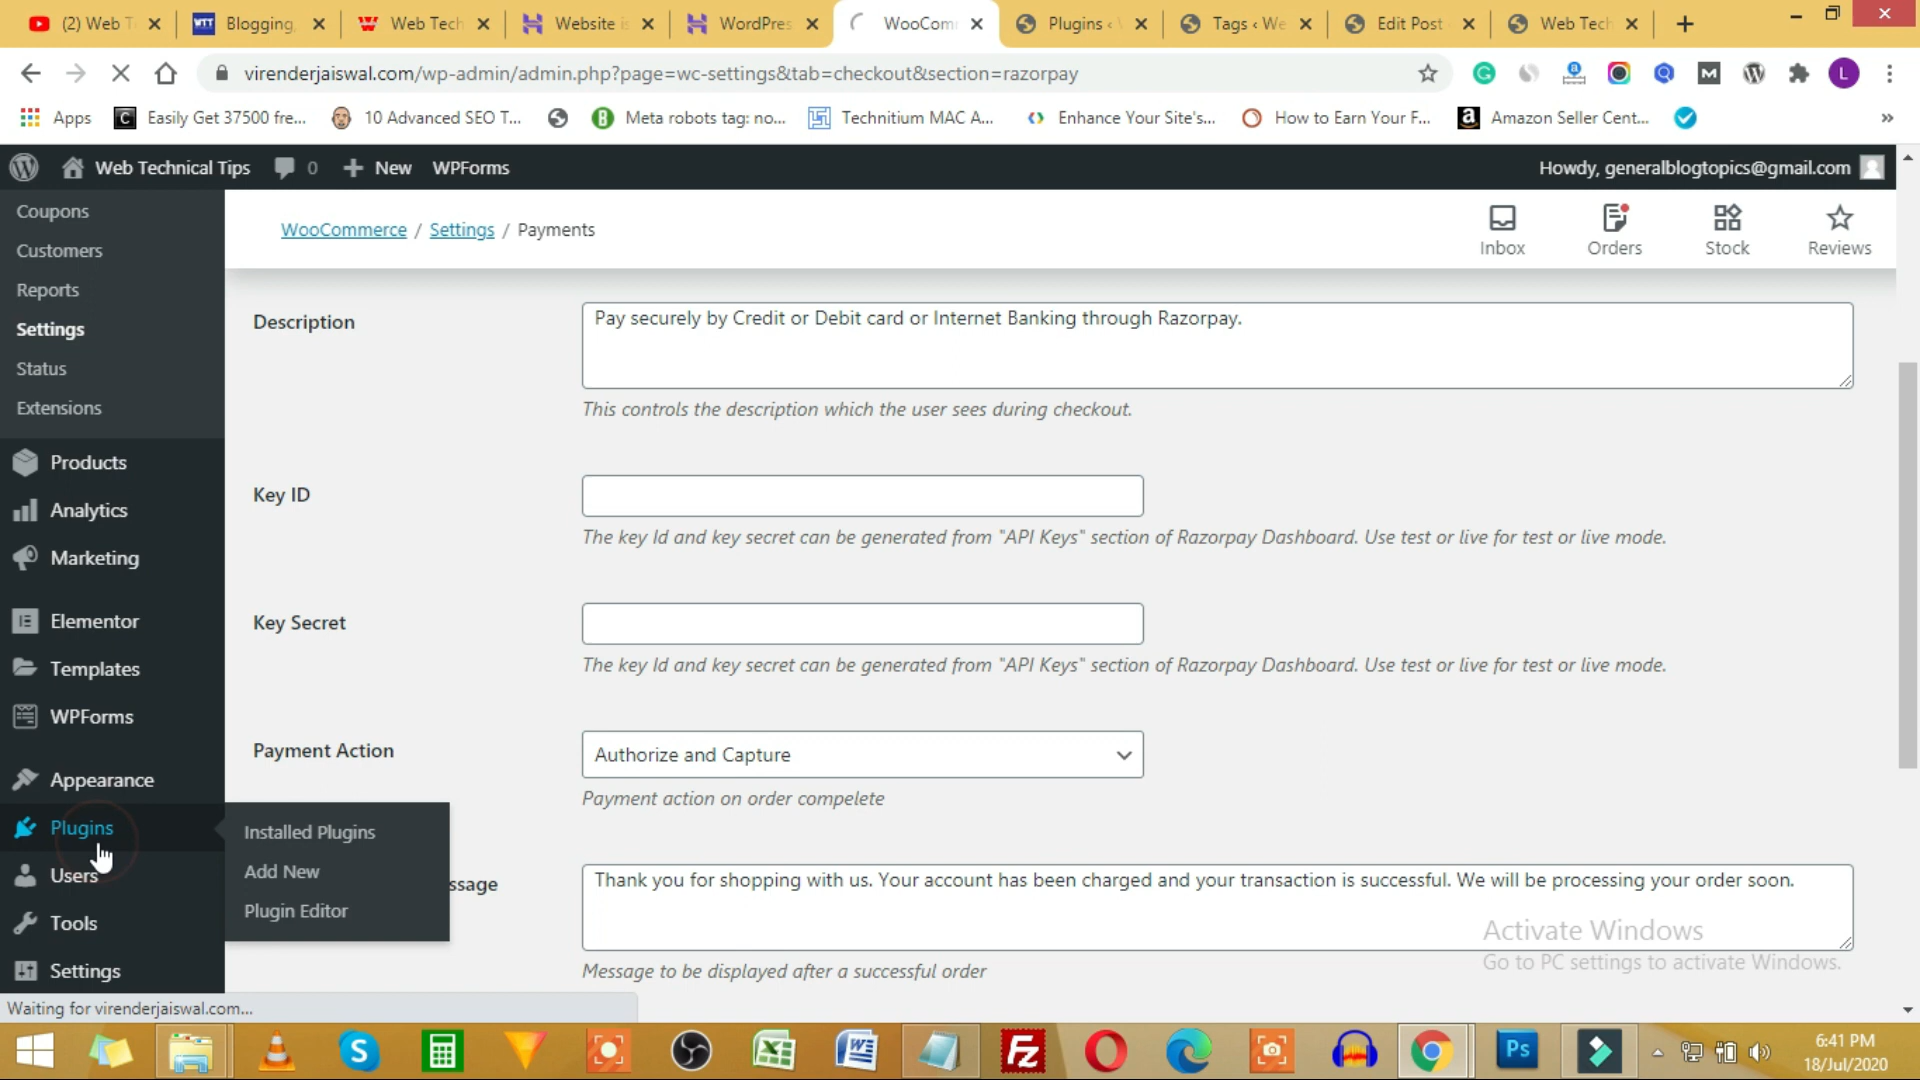 (2) Web T
Blogging,
Web Tech
Website is
WordPres
WooCom
Plugins ‹
Tags ‹ We
Edit Post
Web Tech
virenderjaiswal.com/wp-admin/admin.php?page=wc-settings&tab=checkout&section=razorpay
Apps
Easily Get 37500 fre...
10 Advanced SEO T...
Meta robots tag: no...
Technitium MAC A...
Enhance Your Site's...
How to Earn Your F...
Amazon Seller Cent...
»
Web Technical Tips
0
New
WPForms
Howdy, generalblogtopics@gmail.com
Coupons
Customers
Reports
Settings
Status
Extensions
Products
Analytics
Marketing
Elementor
Templates
WPForms
Appearance
Plugins
Users
Tools
Settings
Installed Plugins
Add New
Plugin Editor
WooCommerce / Settings / Payments
Inbox
Orders
Stock
Reviews
Description
Pay securely by Credit or Debit card or Internet Banking through Razorpay.
This controls the description which the user sees during checkout.
Key ID
The key Id and key secret can be generated from "API Keys" section of Razorpay Dashboard. Use test or live for test or live mode.
Key Secret
The key Id and key secret can be generated from "API Keys" section of Razorpay Dashboard. Use test or live for test or live mode.
Payment Action
Authorize and Capture
Payment action on order compelete
ssage
Thank you for shopping with us. Your account has been charged and your transaction is successful. We will be processing your order soon.
Message to be displayed after a successful order
Activate Windows
Go to PC settings to activate Windows.
Waiting for virenderjaiswal.com...
6:41 PM
18/Jul/2020